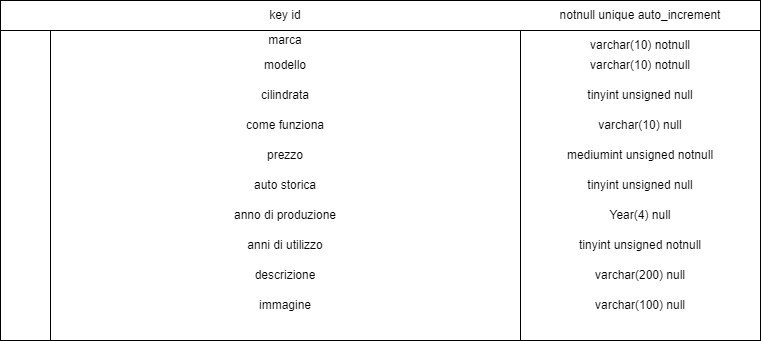 key id notnull unique auto_increment
marca varchar(10) notnull
modello varchar(10) notnull
cilindrata tinyint unsigned null
come funziona varchar(10) null
prezzo mediumint unsigned notnull
auto storica tinyint unsigned null
anno di produzione Year(4) null
anni di utilizzo tinyint unsigned notnull
descrizione varchar(200) null
immagine varchar(100) null